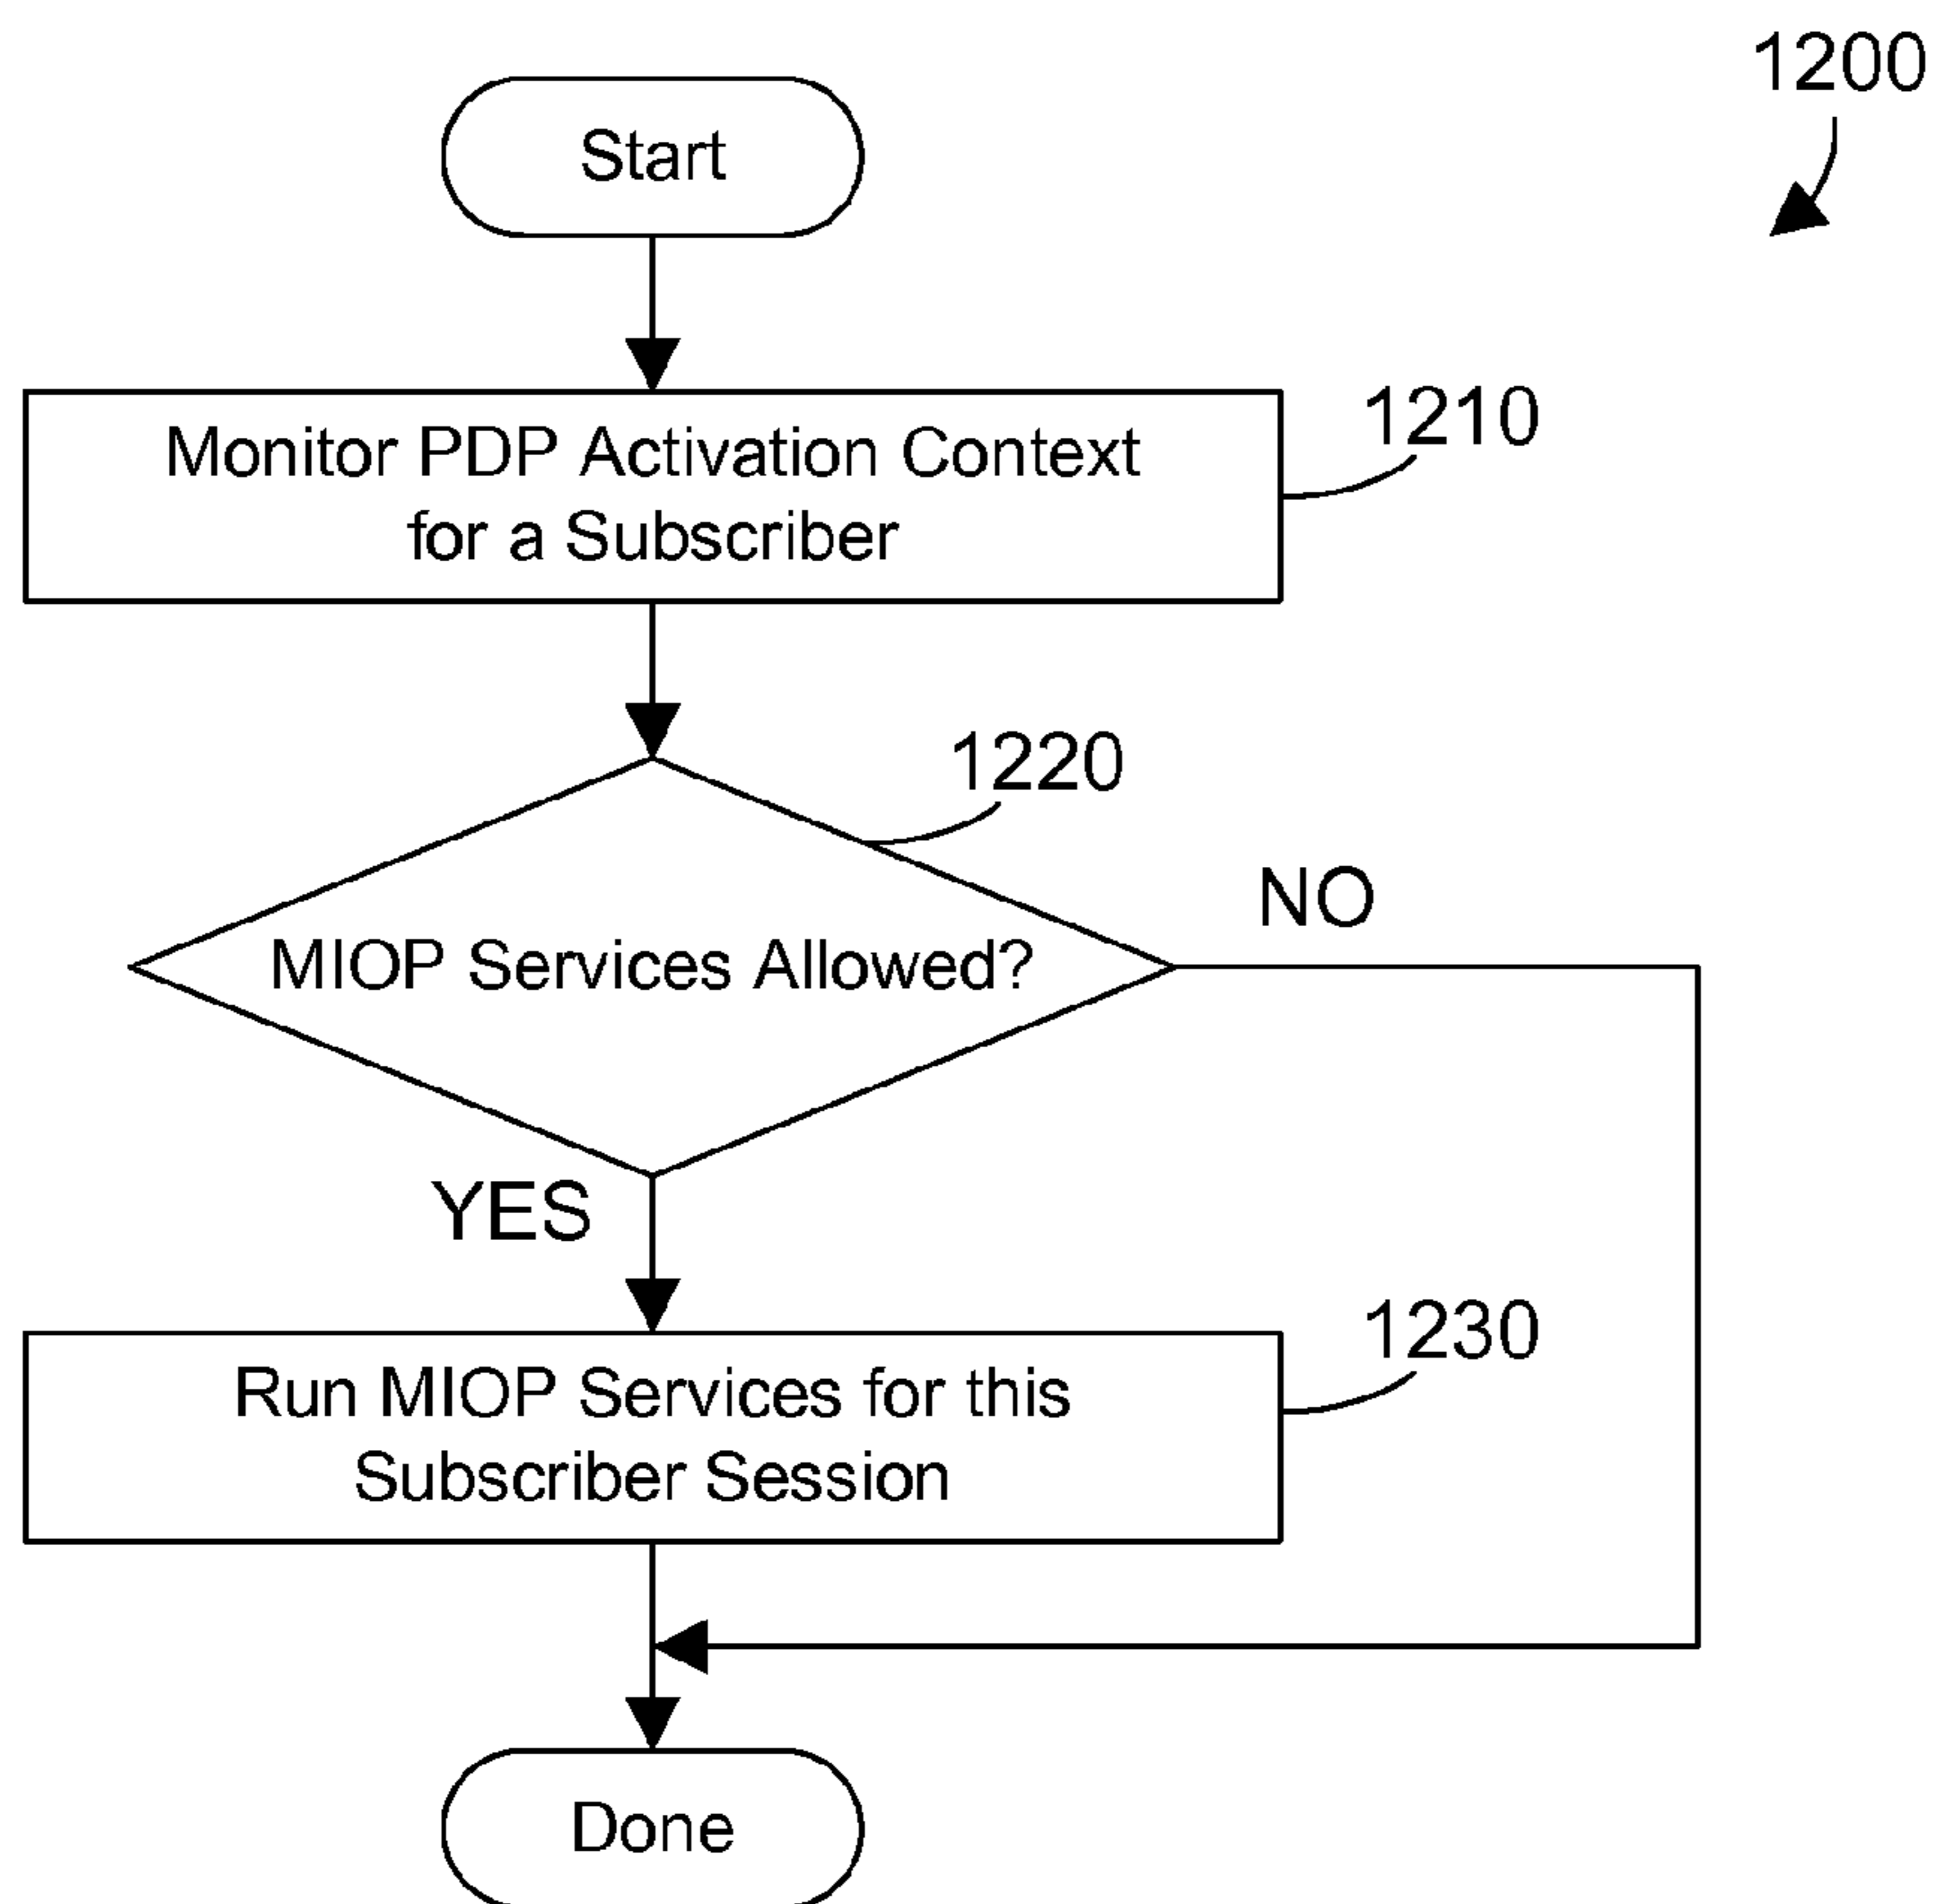 1200
Start
Monitor PDP Activation Context
for a Subscriber
1210
1220
MIOP Services Allowed?
NO
YES
Run MIOP Services for this
Subscriber Session
1230
Done